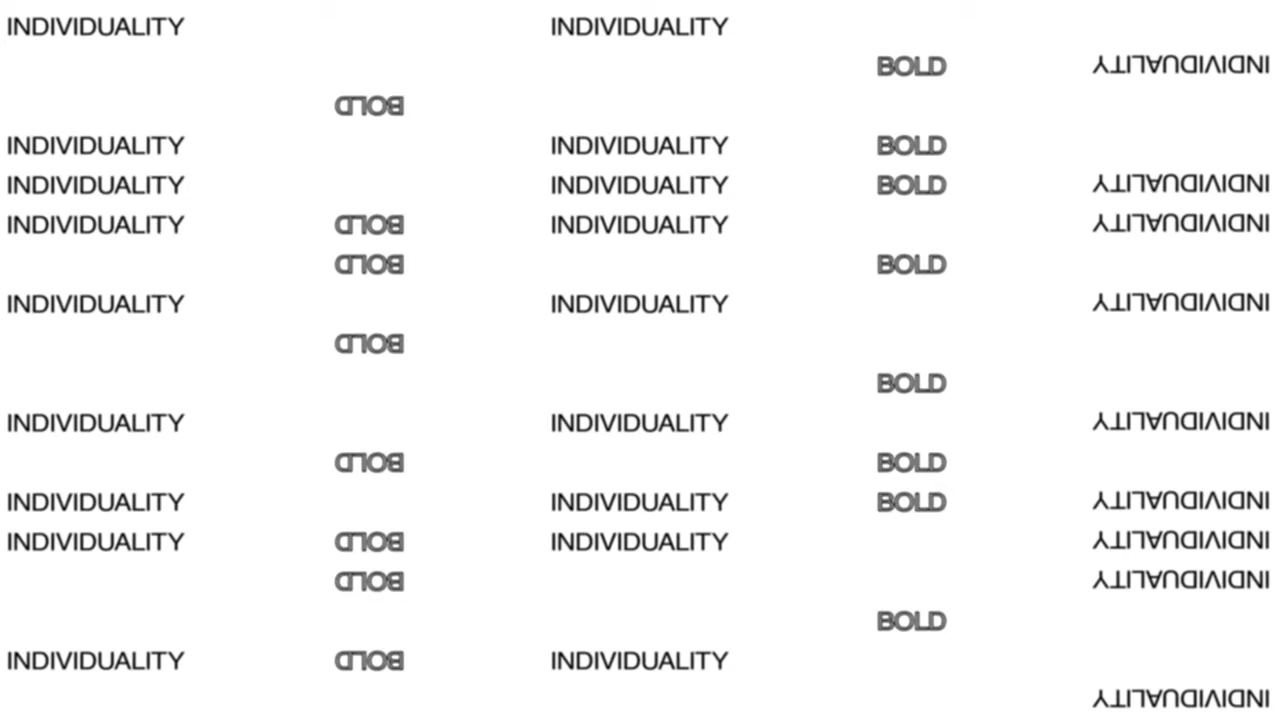 INDIVIDUALITY INDIVIDUALITY
BOLD INDIVIDUALITY
BOLD
INDIVIDUALITY INDIVIDUALITY BOLD
INDIVIDUALITY INDIVIDUALITY BOLD INDIVIDUALITY
INDIVIDUALITY BOLD INDIVIDUALITY INDIVIDUALITY
BOLD BOLD
INDIVIDUALITY INDIVIDUALITY INDIVIDUALITY
BOLD
BOLD
INDIVIDUALITY INDIVIDUALITY INDIVIDUALITY
BOLD BOLD
INDIVIDUALITY INDIVIDUALITY BOLD INDIVIDUALITY
INDIVIDUALITY BOLD INDIVIDUALITY INDIVIDUALITY
BOLD INDIVIDUALITY
BOLD
INDIVIDUALITY BOLD INDIVIDUALITY
INDIVIDUALITY